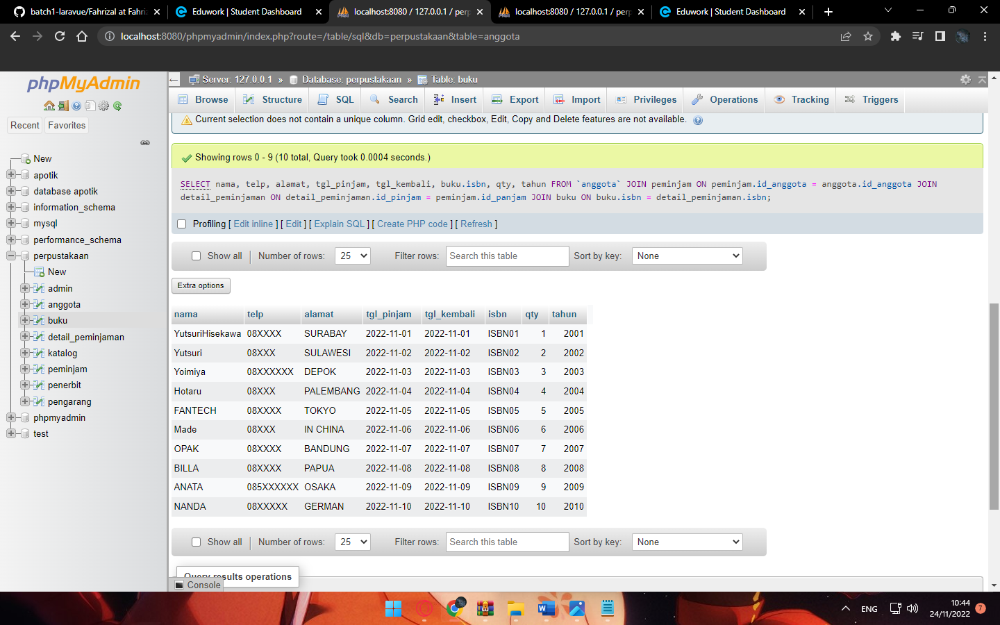 batch1-laravue/Fahrizal at Fahri
Eduwork | Student Dashboard
localhost:8080 / 127.0.0.1 / perp
localhost:8080 / 127.0.0.1 / perp
Eduwork | Student Dashboard
localhost:8080/phpmyadmin/index.php?route=/table/sql&db=perpustakaan&table=anggota
phpMyAdmin
Recent
Favorites
New
apotik
database apotik
information_schema
mysql
performance_schema
perpustakaan
New
admin
anggota
buku
detail_peminjaman
katalog
peminjam
penerbit
pengarang
phpmyadmin
test
Server: 127.0.0.1 » Database: perpustakaan » Table: buku
Browse Structure SQL Search Insert Export Import Privileges Operations Tracking Triggers
Current selection does not contain a unique column. Grid edit, checkbox, Edit, Copy and Delete features are not available.
Showing rows 0 - 9 (10 total, Query took 0.0004 seconds.)
SELECT nama, telp, alamat, tgl_pinjam, tgl_kembali, buku.isbn, qty, tahun FROM `anggota` JOIN peminjam ON peminjam.id_anggota = anggota.id_anggota JOIN
detail_peminjaman ON detail_peminjaman.id_pinjam = peminjam.id_panjam JOIN buku ON buku.isbn = detail_peminjaman.isbn;
Profiling [ Edit inline ] [ Edit ] [ Explain SQL ] [ Create PHP code ] [ Refresh ]
Show all Number of rows: 25 Filter rows: Search this table Sort by key: None
Extra options
nama telp alamat tgl_pinjam tgl_kembali isbn qty tahun
YutsuriHisekawa 08XXXX SURABAY 2022-11-01 2022-11-01 ISBN01 1 2001
Yutsuri 08XXX SULAWESI 2022-11-02 2022-11-02 ISBN02 2 2002
Yoimiya 08XXXXXX DEPOK 2022-11-03 2022-11-03 ISBN03 3 2003
Hotaru 08XXX PALEMBANG 2022-11-04 2022-11-04 ISBN04 4 2004
FANTECH 08XXXX TOKYO 2022-11-05 2022-11-05 ISBN05 5 2005
Made 08XXX IN CHINA 2022-11-06 2022-11-06 ISBN06 6 2006
OPAK 08XXXX BANDUNG 2022-11-07 2022-11-07 ISBN07 7 2007
BILLA 08XXXX PAPUA 2022-11-08 2022-11-08 ISBN08 8 2008
ANATA 085XXXXXX OSAKA 2022-11-09 2022-11-09 ISBN09 9 2009
NANDA 08XXXXX GERMAN 2022-11-10 2022-11-10 ISBN10 10 2010
Show all Number of rows: 25 Filter rows: Search this table Sort by key: None
Query results operations
Console
ENG
10:44
24/11/2022
7